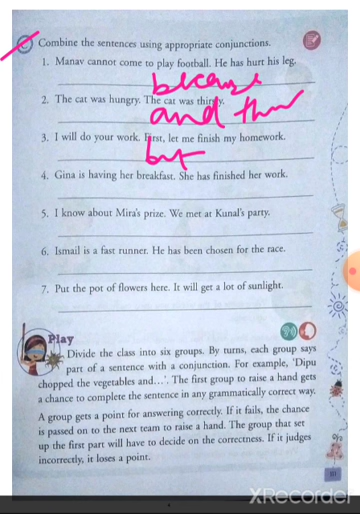 Combine the sentences using appropriate conjunctions.
1. Manav cannot come to play football. He has hurt his leg.
because
2. The cat was hungry. The cat was thirsty.
and
3. I will do your work. First, let me finish my homework.
but
4. Gina is having her breakfast. She has finished her work.
5. I know about Mira's prize. We met at Kunal's party.
6. Ismail is a fast runner. He has been chosen for the race.
7. Put the pot of flowers here. It will get a lot of sunlight.
Play
Divide the class into six groups. By turns, each group says
part of a sentence with a conjunction. For example, 'Dipu
chopped the vegetables and…'. The first group to raise a hand gets
a chance to complete the sentence in any grammatically correct way.
A group gets a point for answering correctly. If it fails, the chance
is passed on to the next team to raise a hand. The group that set
up the first part will have to decide on the correctness. If it judges
incorrectly, it loses a point.
XRecorder